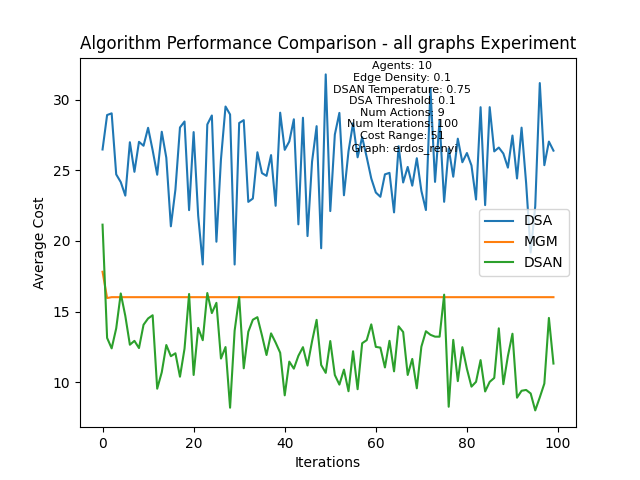 Algorithm Performance Comparison - all graphs Experiment
Agents: 10
Edge Density: 0.1
DSAN Temperature: 0.75
DSA Threshold: 0.1
Num Actions: 9
Num Iterations: 100
Cost Range: 51
Graph: erdos_renyi
30
25
20
15
10
Average Cost
DSA
MGM
DSAN
0
20
40
60
80
100
Iterations